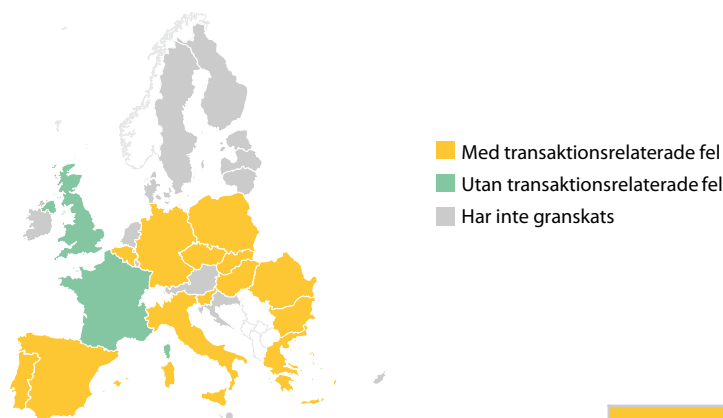 Med transaktionsrelaterade fel
Utan transaktionsrelaterade fel
Har inte granskats